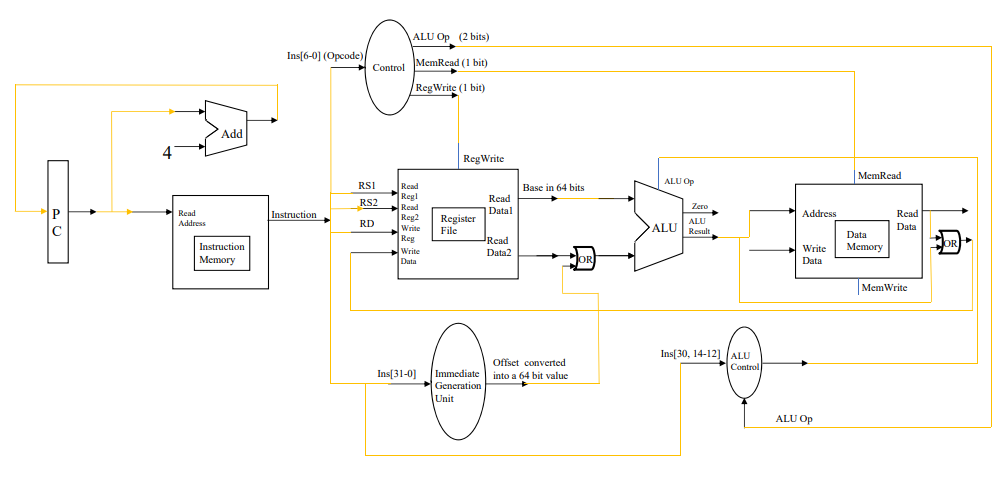 ALU Op (2 bits)
Ins[6-0] (Opcode)
Control
MemRead (1 bit)
RegWrite (1 bit)
Add
4
RegWrite
P
C
Read
Address
Instruction
Memory
Instruction
RS1
RS2
RD
Read
Reg1
Read
Reg2
Write
Reg
Write
Data
Register
File
Read
Data1
Read
Data2
Base in 64 bits
OR
ALU Op
Zero
ALU
Result
ALU
MemRead
Address
Write
Data
Data
Memory
Read
Data
OR
MemWrite
Ins[31-0]
Immediate
Generation
Unit
Offset converted
into a 64 bit value
Ins[30, 14-12]
ALU
Control
ALU Op